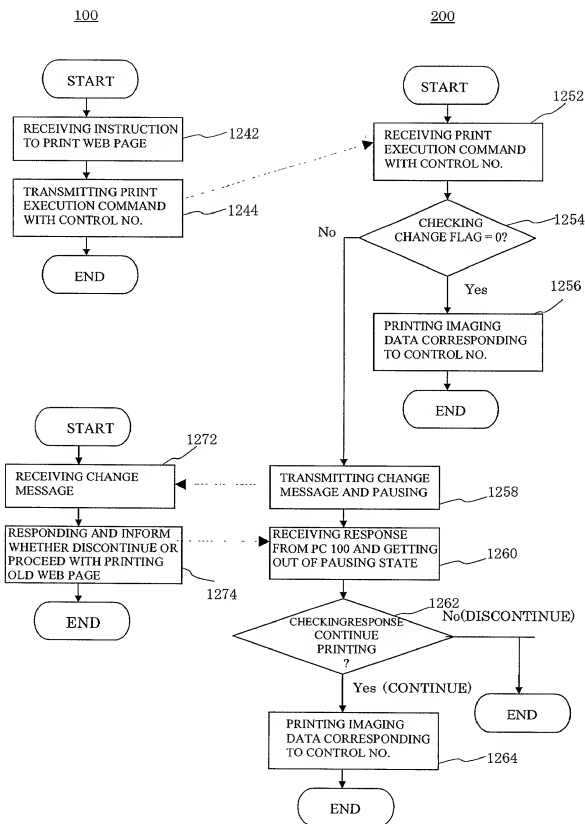 100
200
START
START
1252
RECEIVING INSTRUCTION
TO PRINT WEB PAGE
1242
RECEIVING PRINT
EXECUTION COMMAND
WITH CONTROL NO.
TRANSMITTING PRINT
EXECUTION COMMAND
WITH CONTROL NO.
1244
CHECKING
CHANGE FLAG = 0?
1254
No
END
Yes
1256
PRINTING IMAGING
DATA CORRESPONDING
TO CONTROL NO.
END
START
1272
RECEIVING CHANGE
MESSAGE
TRANSMITTING CHANGE
MESSAGE AND PAUSING
1258
RESPONDING AND INFORM
WHETHER DISCONTINUE OR
PROCEED WITH PRINTING
OLD WEB PAGE
1274
RECEIVING RESPONSE
FROM PC 100 AND GETTING
OUT OF PAUSING STATE
1260
END
1262
CHECKINGRESPONSE
CONTINUE
PRINTING
?
No(DISCONTINUE)
Yes (CONTINUE)
END
PRINTING IMAGING
DATA CORRESPONDING
TO CONTROL NO.
1264
END